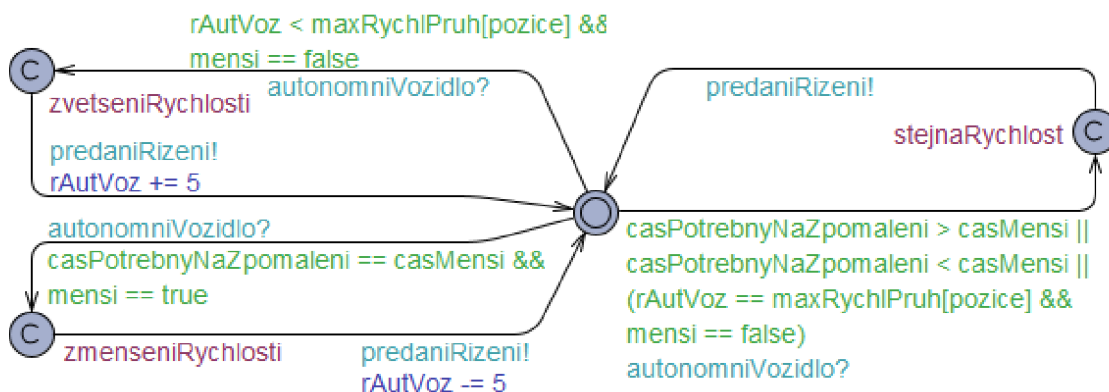 rAutVoz < maxRychlPruh[pozice] &&
mensi == false
autonomniVozidlo?
C
zvetseniRychlosti
predaniRizeni!
rAutVoz += 5
predaniRizeni!
stejnaRychlost
C
autonomniVozidlo?
casPotrebnyNaZpomaleni == casMensi &&
mensi == true
C
zmenseniRychlosti
predaniRizeni!
rAutVoz -= 5
casPotrebnyNaZpomaleni > casMensi ||
casPotrebnyNaZpomaleni < casMensi ||
(rAutVoz == maxRychlPruh[pozice] &&
mensi == false)
autonomniVozidlo?